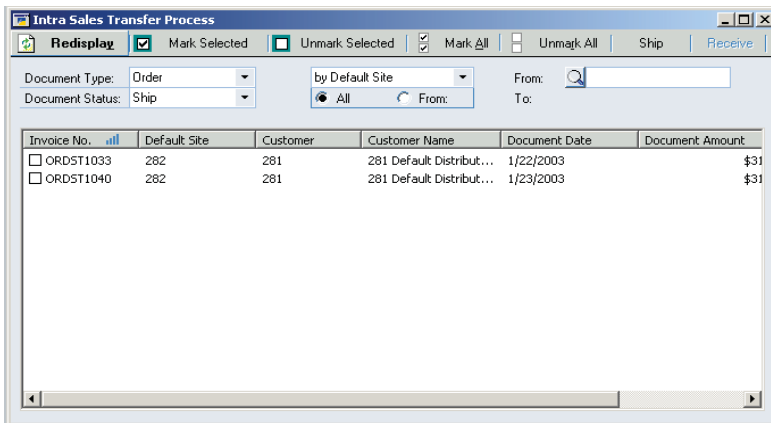 Intra Sales Transfer Process
Redisplay Mark Selected Unmark Selected Mark All Unmark All Ship Receive
Document Type: Order by Default Site From:
Document Status: Ship All From: To:
Invoice No. Default Site Customer Customer Name Document Date Document Amount
ORDST1033 282 281 281 Default Distribut... 1/22/2003 $31
ORDST1040 282 281 281 Default Distribut... 1/23/2003 $31